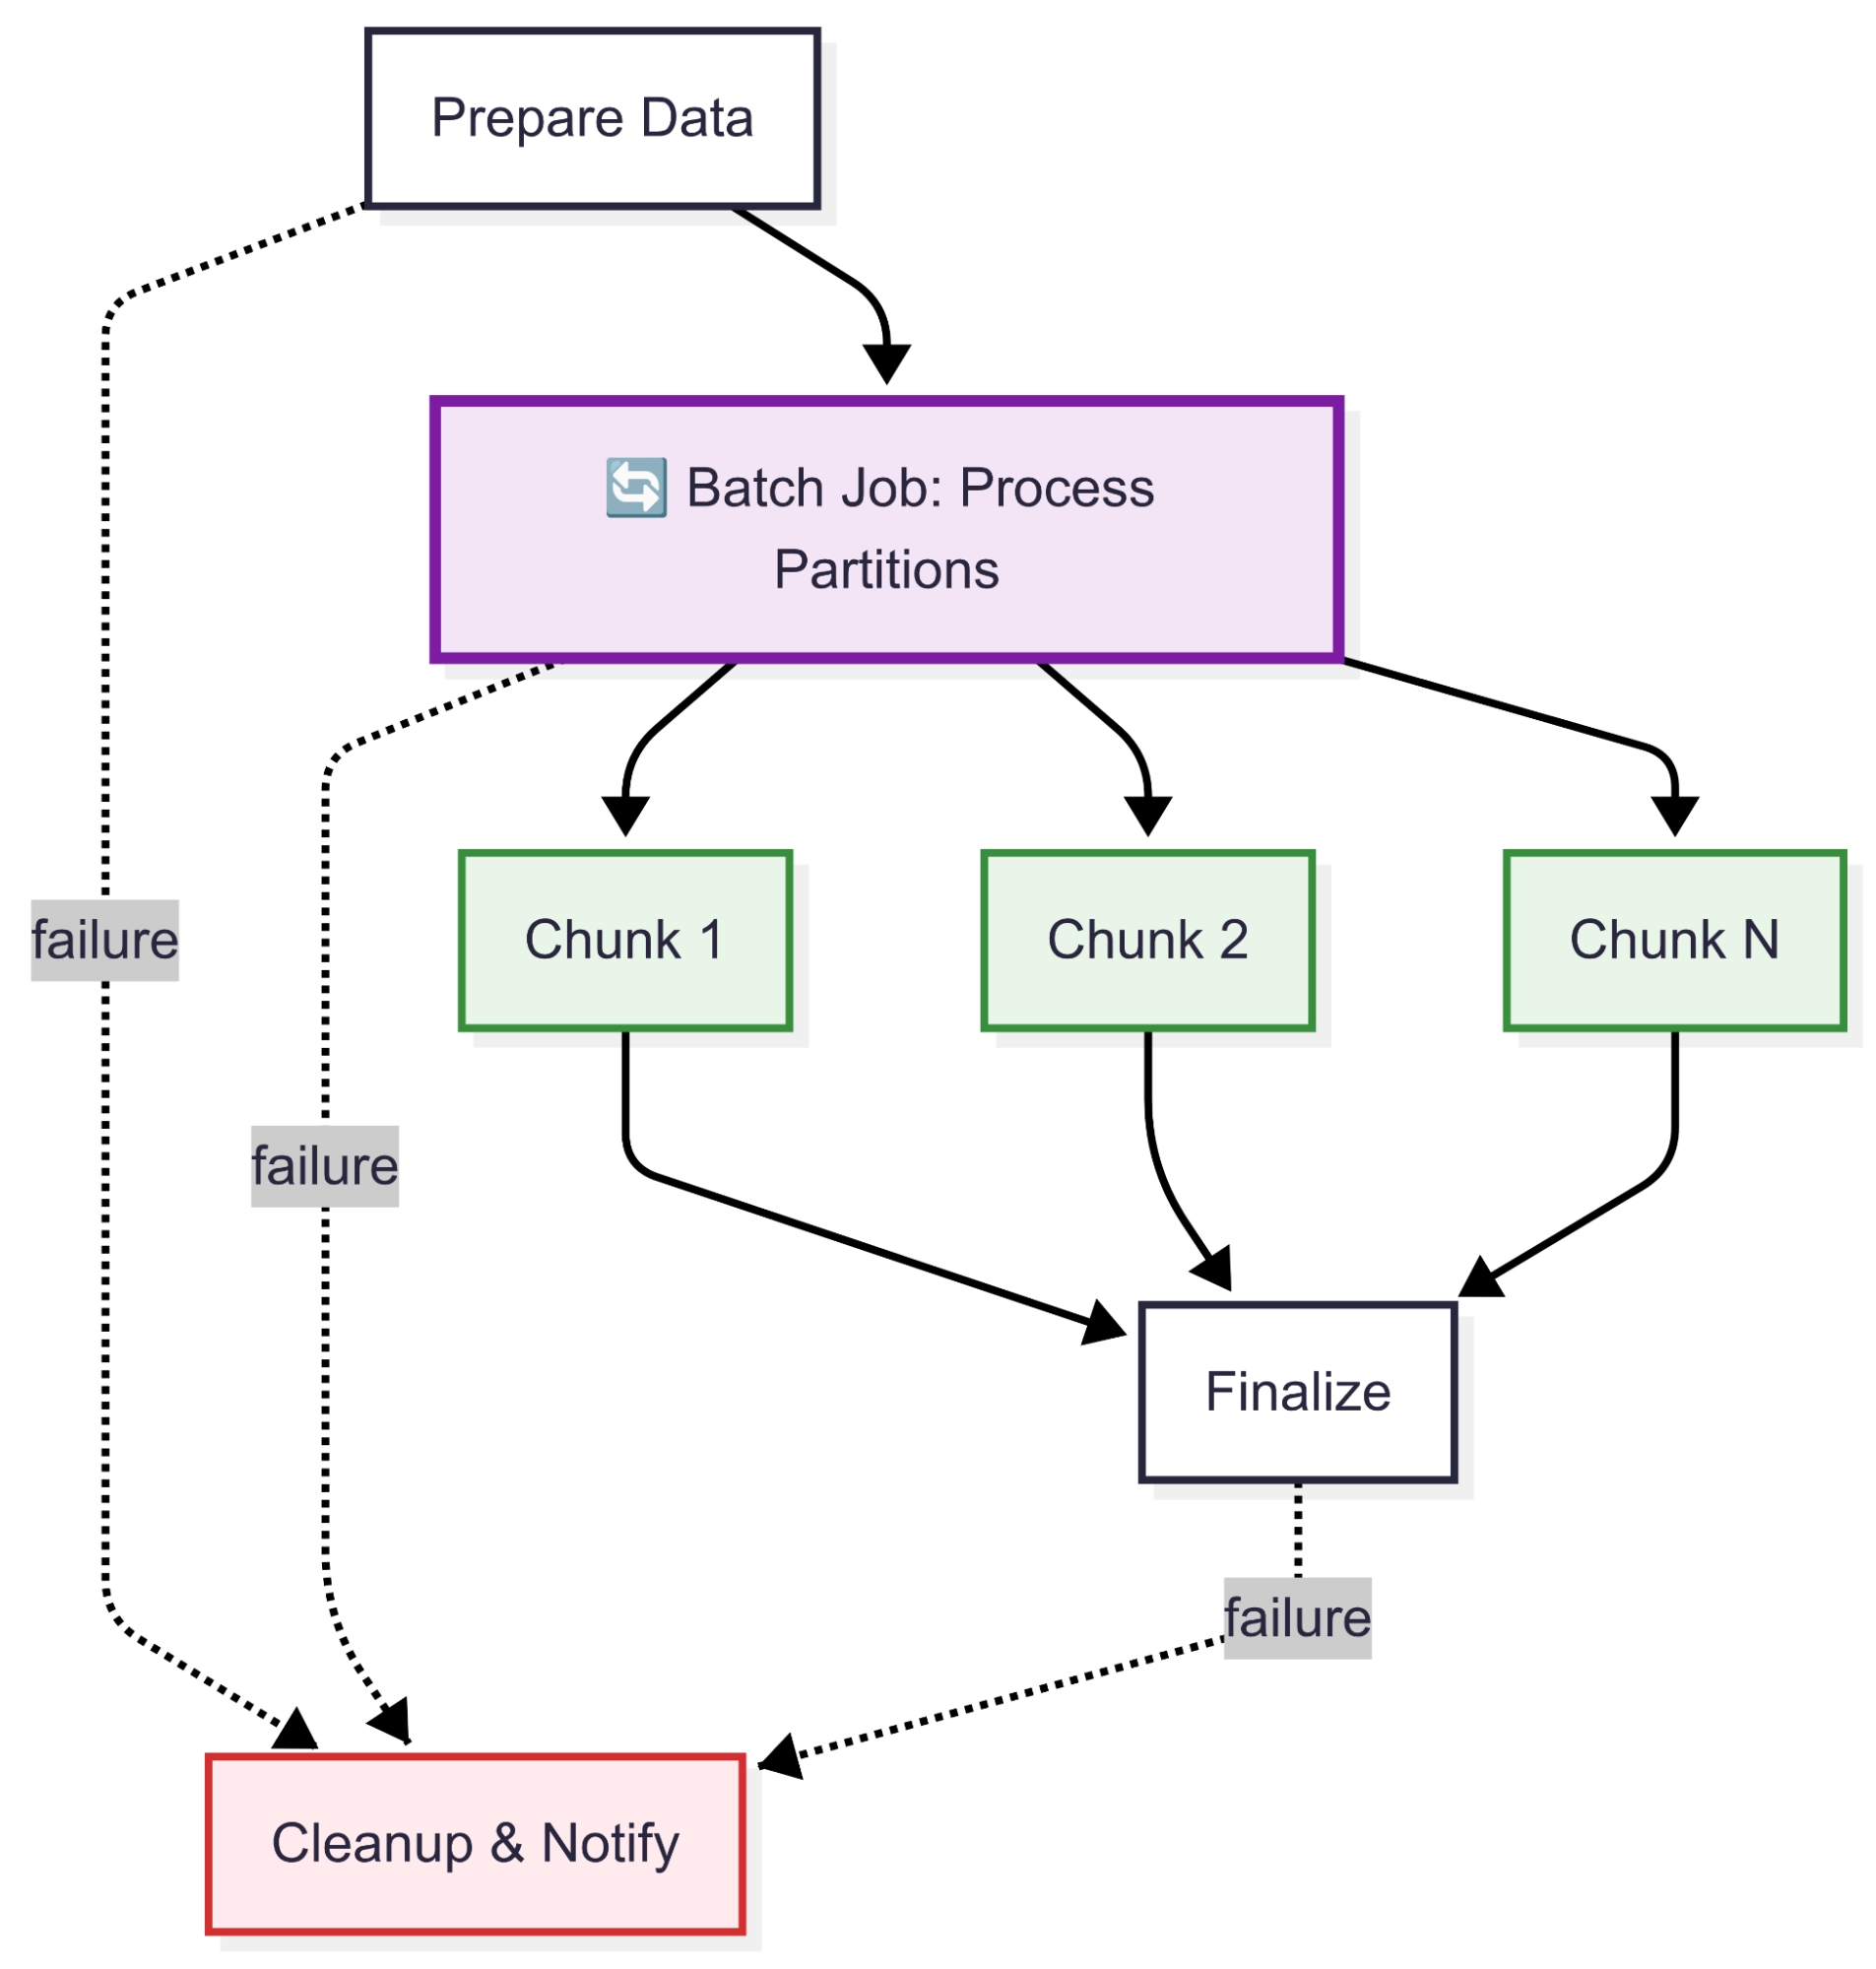 Prepare Data
🔄 Batch Job: Process
Partitions
failure
Chunk 1
Chunk 2
Chunk N
failure
Finalize
failure
Cleanup & Notify